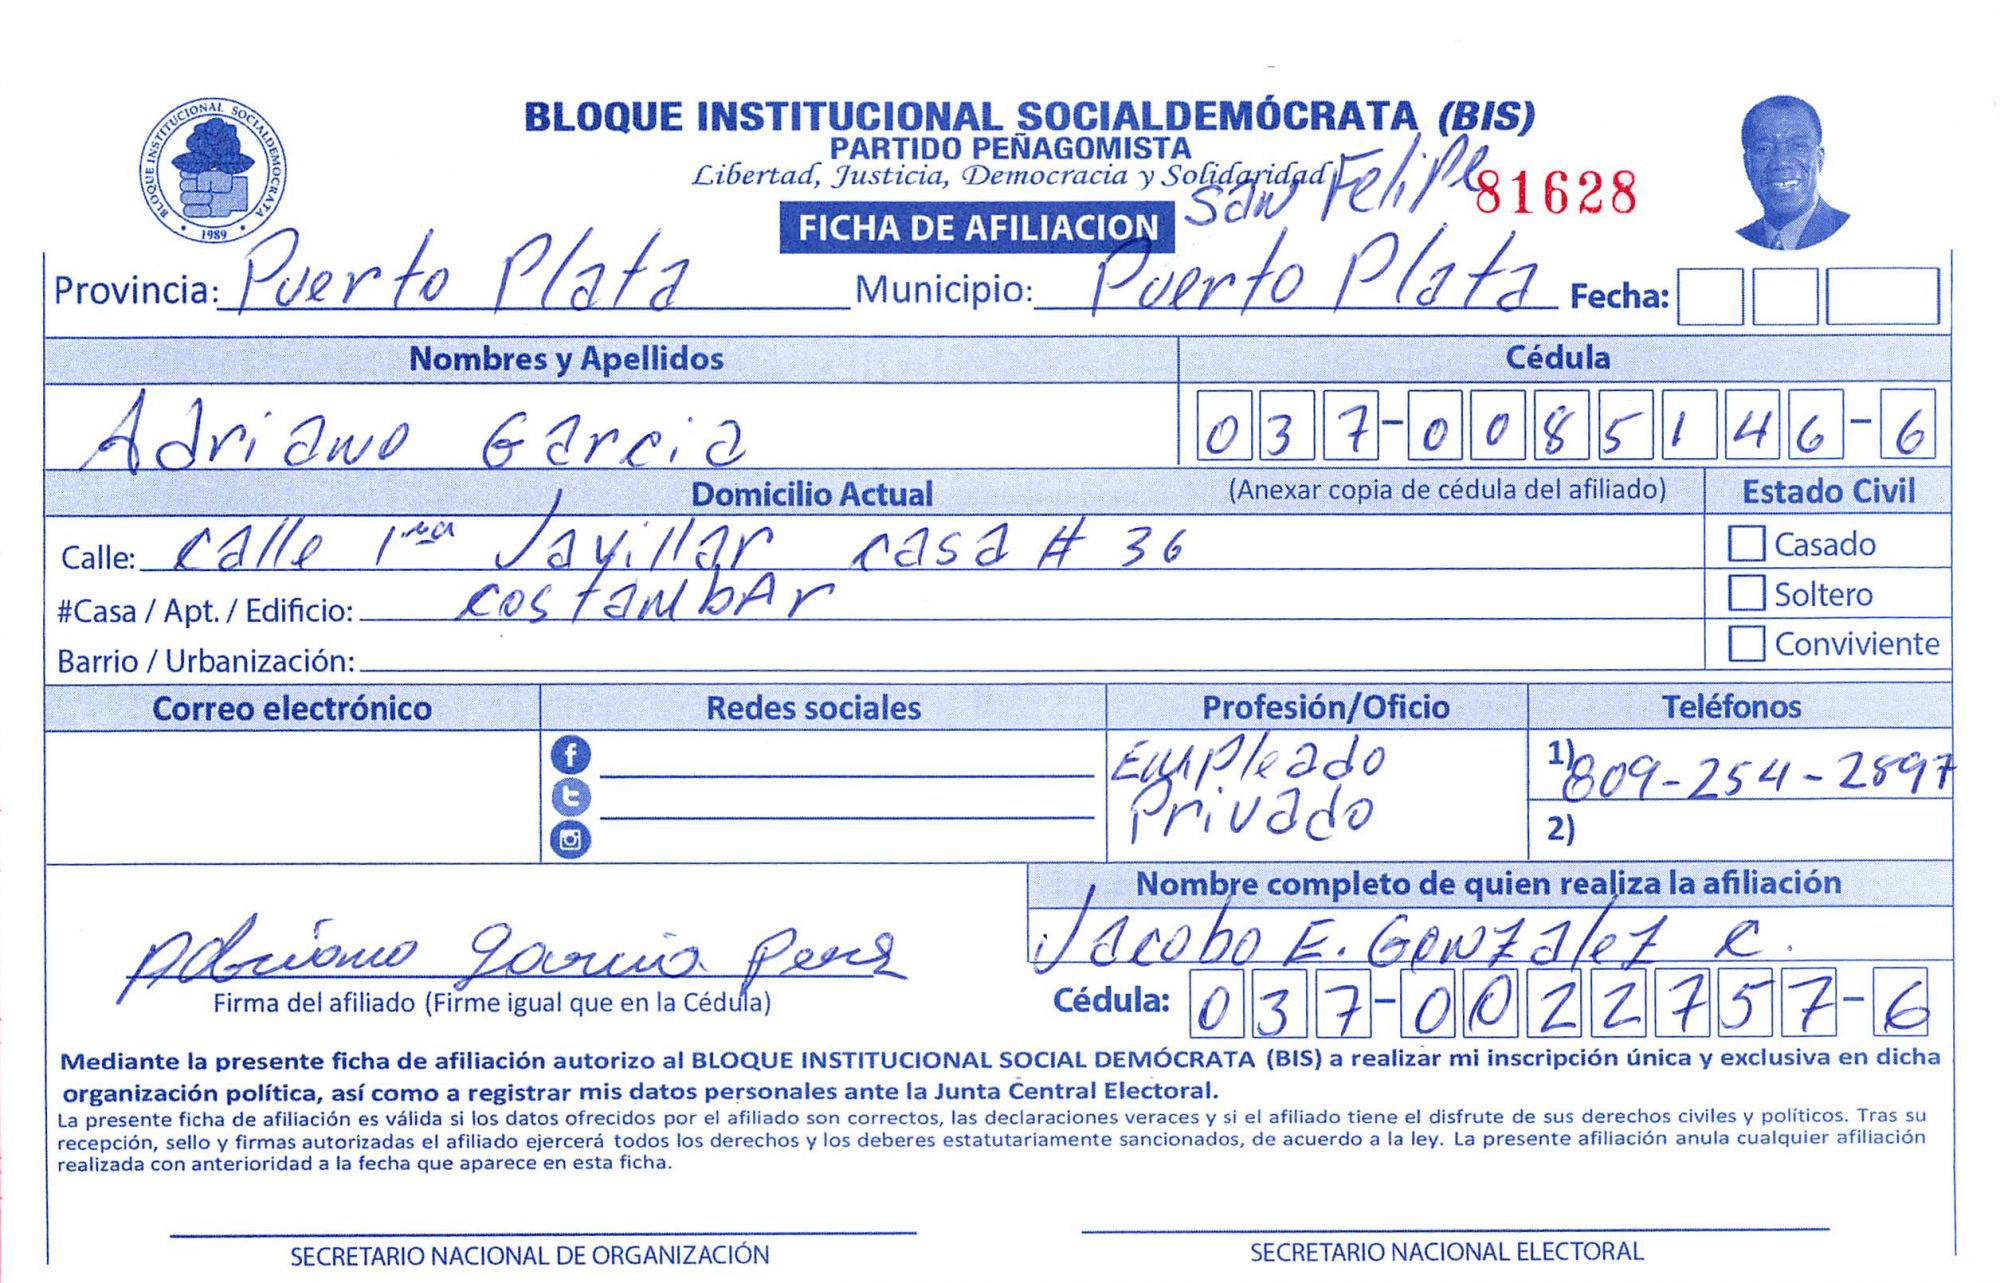 BLOQUE INSTITUCIONAL SOCIALDEMÓCRATA (BIS)
BLOQUE INSTITUCIONAL SOCIALDEMOCRATA
1989
PARTIDO PEÑAGOMISTA
Libertad, Justicia, Democracia y Solidaridad
San Felipe 81628
FICHA DE AFILIACION
Provincia: Puerto Plata Municipio: Puerto Plata Fecha:
Nombres y Apellidos Cédula
Adriano Garcia 037-0085146-6
Domicilio Actual (Anexar copia de cédula del afiliado) Estado Civil
Calle: calle 1ra Javillar casa # 36 Casado
#Casa / Apt. / Edificio: costambAr Soltero
Barrio / Urbanización: Conviviente
Correo electrónico Redes sociales Profesión/Oficio Teléfonos
Empleado 1) 809-254-2897
Privado 2)
Nombre completo de quien realiza la afiliación
Jacobo E. Gonzalez C.
Adriano Garcia Perez
Firma del afiliado (Firme igual que en la Cédula) Cédula: 037-0022757-6
Mediante la presente ficha de afiliación autorizo al BLOQUE INSTITUCIONAL SOCIAL DEMÓCRATA (BIS) a realizar mi inscripción única y exclusiva en dicha
organización política, así como a registrar mis datos personales ante la Junta Central Electoral.
La presente ficha de afiliación es válida si los datos ofrecidos por el afiliado son correctos, las declaraciones veraces y si el afiliado tiene el disfrute de sus derechos civiles y políticos. Tras su
recepción, sello y firmas autorizadas el afiliado ejercerá todos los derechos y los deberes estatutariamente sancionados, de acuerdo a la ley. La presente afiliación anula cualquier afiliación
realizada con anterioridad a la fecha que aparece en esta ficha.
SECRETARIO NACIONAL DE ORGANIZACIÓN SECRETARIO NACIONAL ELECTORAL